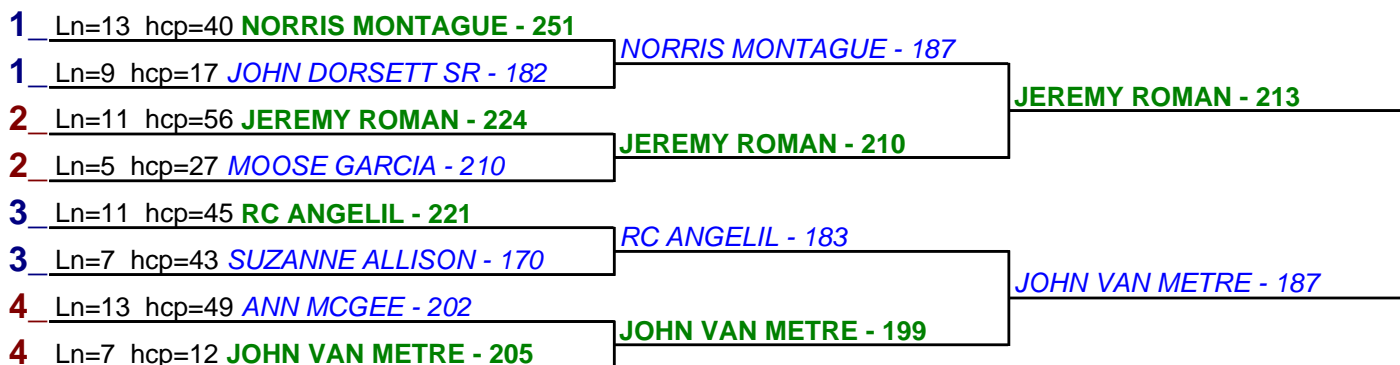 1_ Ln=13 hcp=40 NORRIS MONTAGUE - 251
NORRIS MONTAGUE - 187
1_ Ln=9 hcp=17 JOHN DORSETT SR - 182
JEREMY ROMAN - 213
2_ Ln=11 hcp=56 JEREMY ROMAN - 224
JEREMY ROMAN - 210
2_ Ln=5 hcp=27 MOOSE GARCIA - 210
3_ Ln=11 hcp=45 RC ANGELIL - 221
RC ANGELIL - 183
3_ Ln=7 hcp=43 SUZANNE ALLISON - 170
JOHN VAN METRE - 187
4_ Ln=13 hcp=49 ANN MCGEE - 202
JOHN VAN METRE - 199
4 Ln=7 hcp=12 JOHN VAN METRE - 205